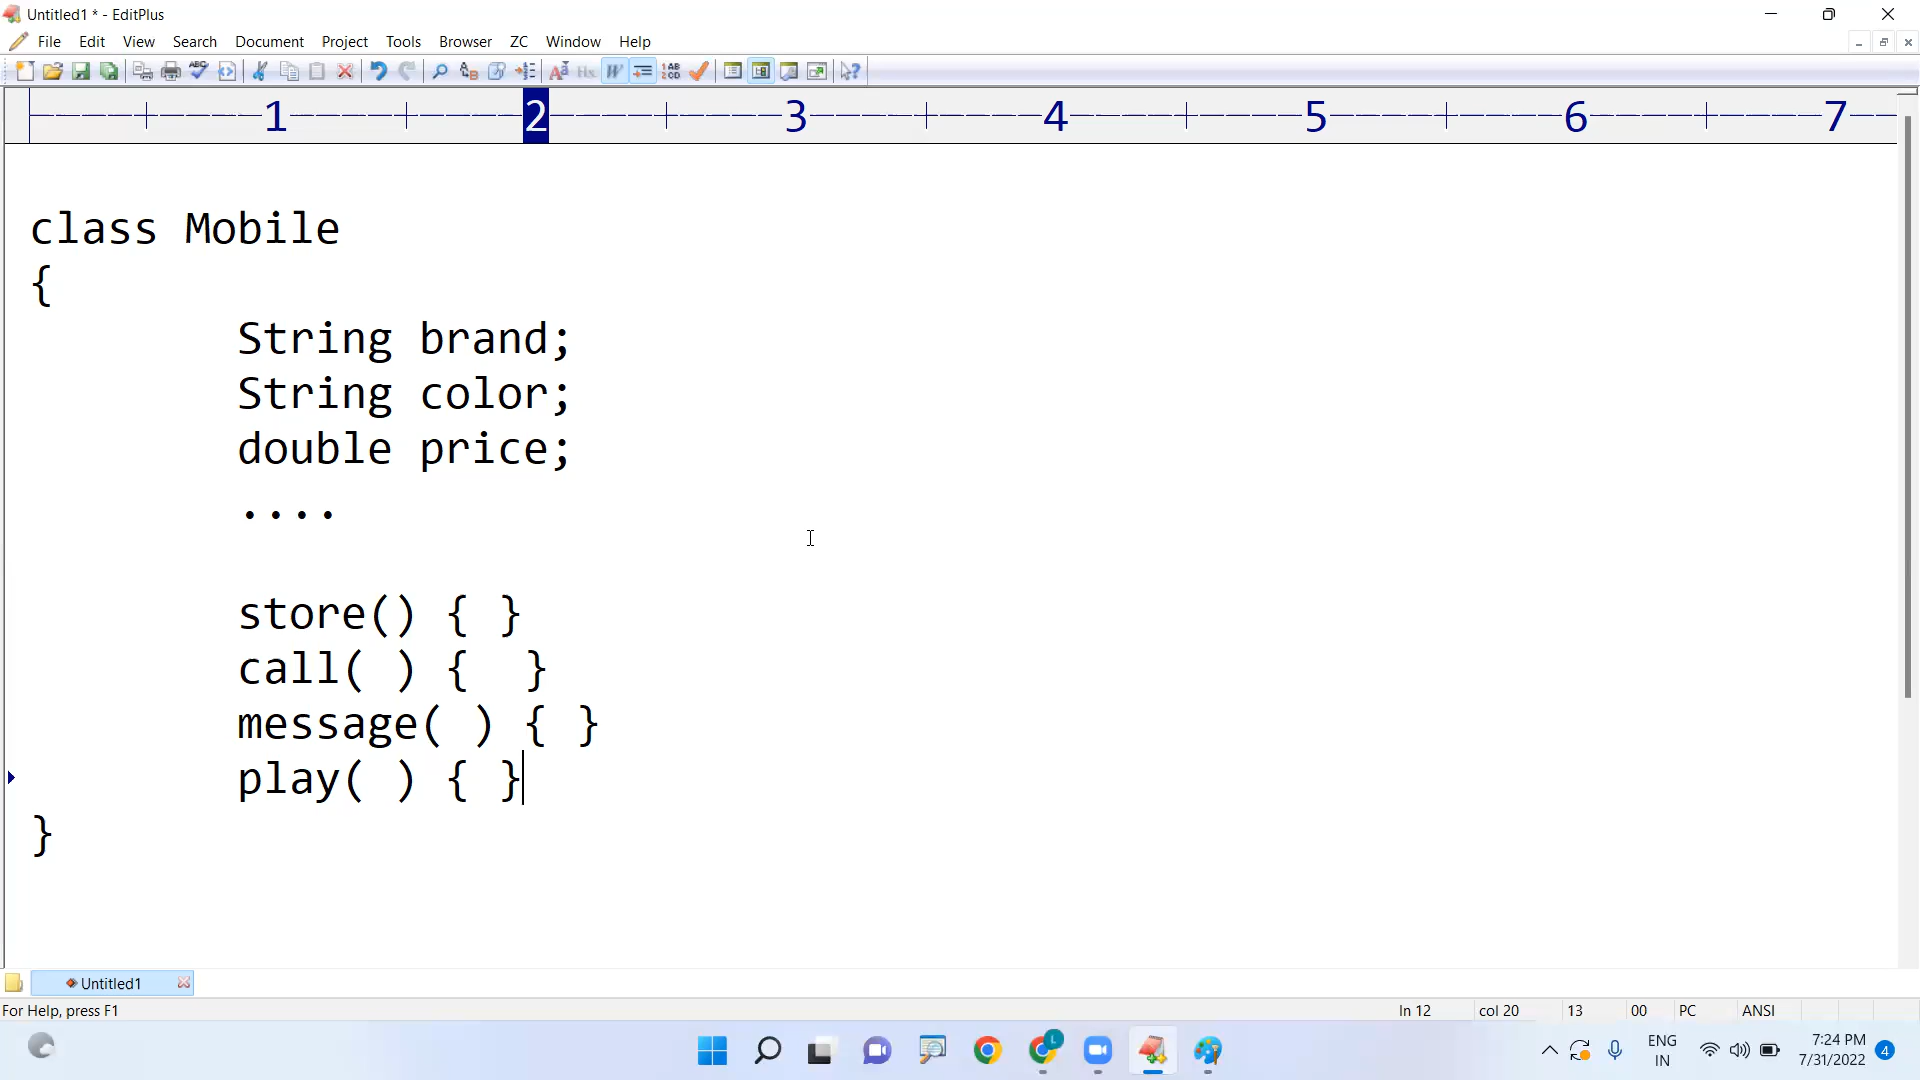 Untitled1 * - EditPlus
File Edit View Search Document Project Tools Browser ZC Window Help
1 2 3 4 5 6 7
class Mobile
{
String brand;
String color;
double price;
....
store() { }
call( ) {  }
message( ) { }
play( ) { }
}
Untitled1
For Help, press F1 ln 12 col 20 13 00 PC ANSI
ENG 7:24 PM
IN 7/31/2022 4